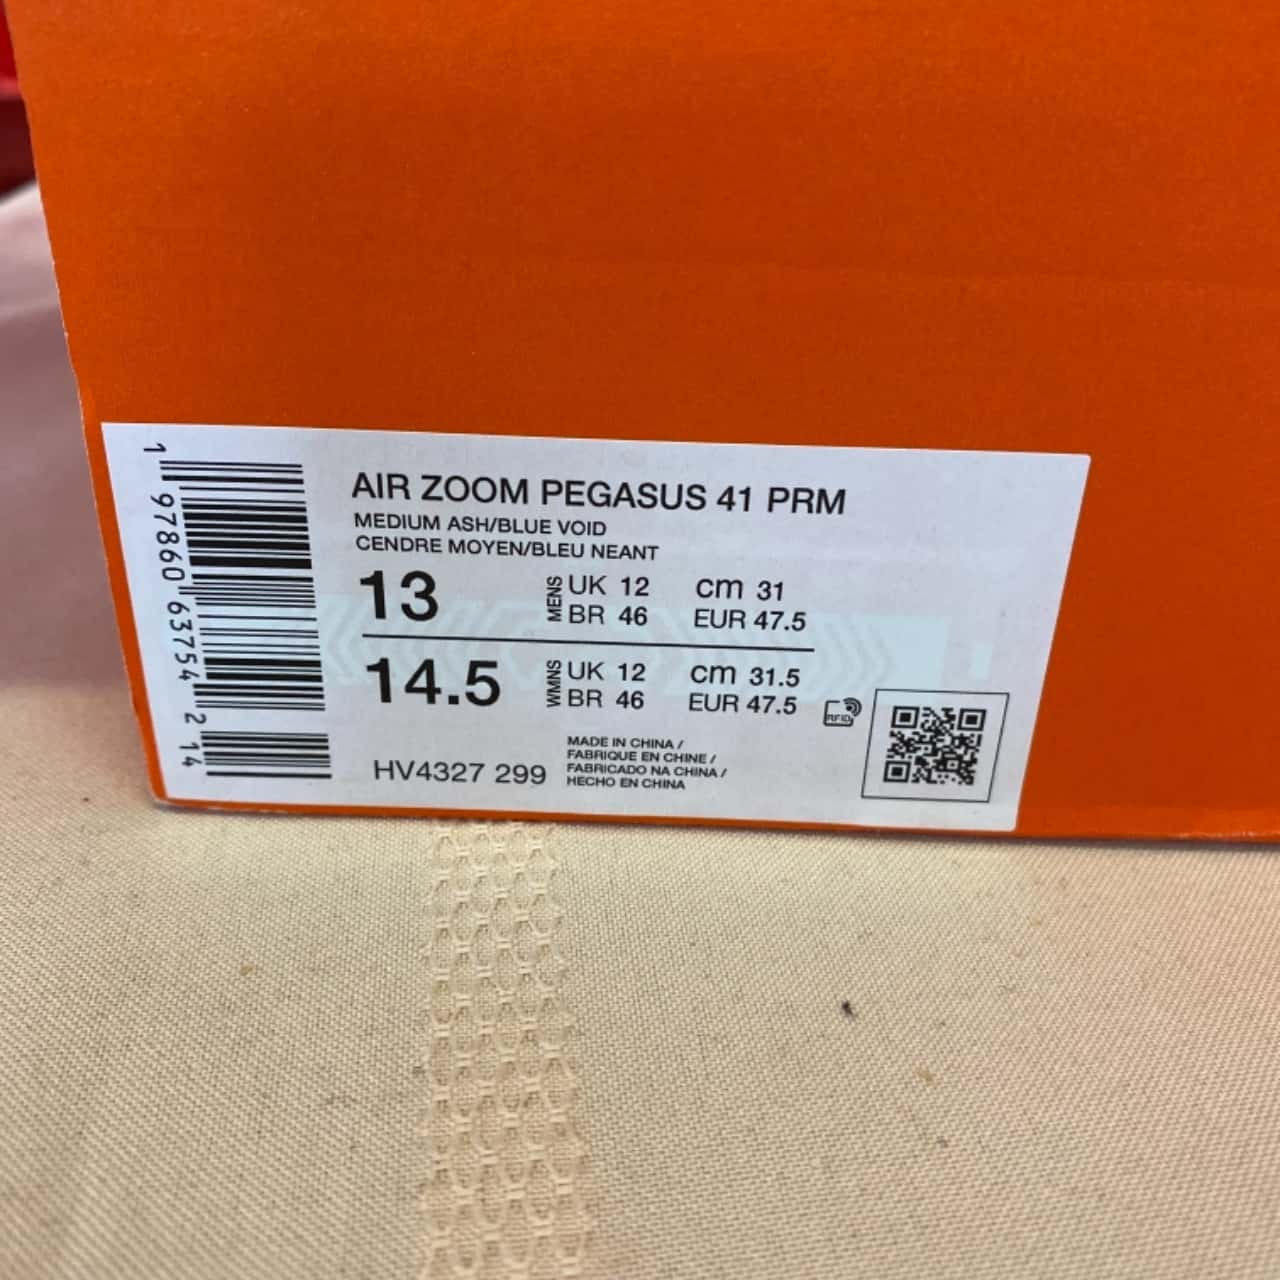 AIR ZOOM PEGASUS 41 PRM
MEDIUM ASH/BLUE VOID
CENDRE MOYEN/BLEU NEANT
13 MENS UK 12 cm 31
BR 46 EUR 47.5
14.5 WMNS UK 12 cm 31.5
BR 46 EUR 47.5
RFID
HV4327 299
MADE IN CHINA /
FABRIQUE EN CHINE /
FABRICADO NA CHINA /
HECHO EN CHINA
1 97860 63754 2 14